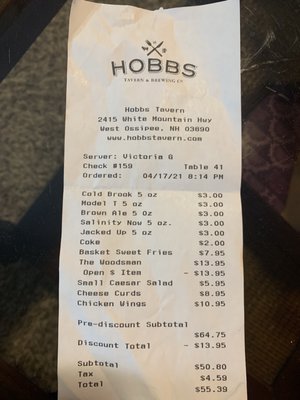 HOBBS
TAVERN & BREWING CO
Hobbs Tavern
2415 White Mountain Hwy
West Ossipee, NH 03890
www.hobbstavern.com
Server: Victoria G
Check #159 Table 41
Ordered: 04/17/21 8:14 PM
Cold Brook 5 oz $3.00
Model T 5 oz $3.00
Brown Ale 5 Oz $3.00
Salinity Now 5 oz. $3.00
Jacked Up 5 oz $3.00
Coke $2.00
Basket Sweet Fries $7.95
The Woodsman $13.95
Open $ Item - $13.95
Small Caesar Salad $5.95
Cheese Curds $8.95
Chicken Wings $10.95
Pre-discount Subtotal
$64.75
Discount Total - $13.95
Subtotal $50.80
Tax $4.59
Total $55.39